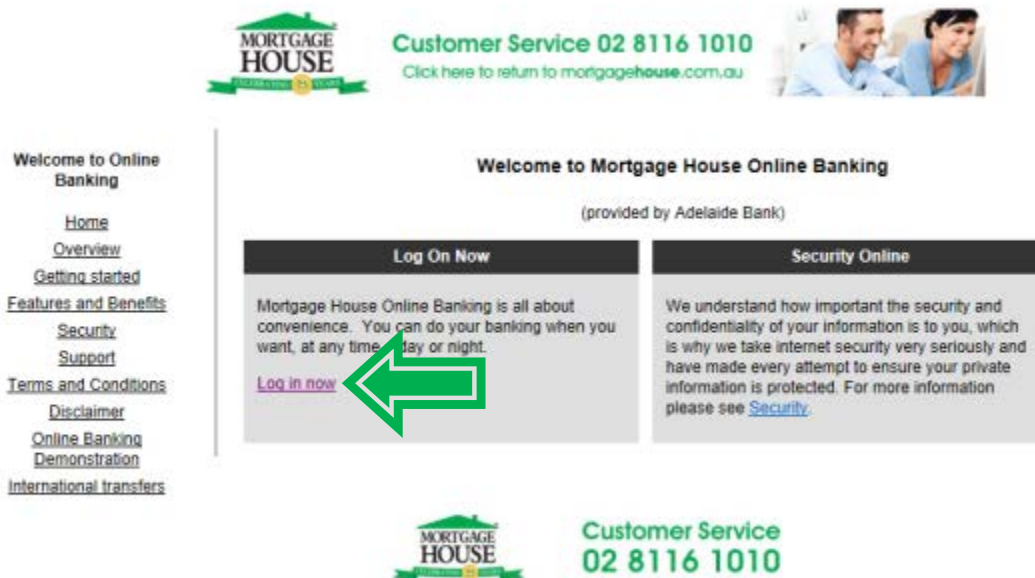 MORTGAGE
HOUSE
CELEBRATING 25 YEARS
Customer Service 02 8116 1010
Click here to return to mortgagehouse.com.au
Welcome to Online
Banking
Home
Overview
Getting started
Features and Benefits
Security
Support
Terms and Conditions
Disclaimer
Online Banking
Demonstration
International transfers
Welcome to Mortgage House Online Banking
(provided by Adelaide Bank)
Log On Now
Mortgage House Online Banking is all about
convenience. You can do your banking when you
want, at any time, day or night.
Log in now
Security Online
We understand how important the security and
confidentiality of your information is to you, which
is why we take internet security very seriously and
have made every attempt to ensure your private
information is protected. For more information
please see Security.
MORTGAGE
HOUSE
Customer Service
02 8116 1010